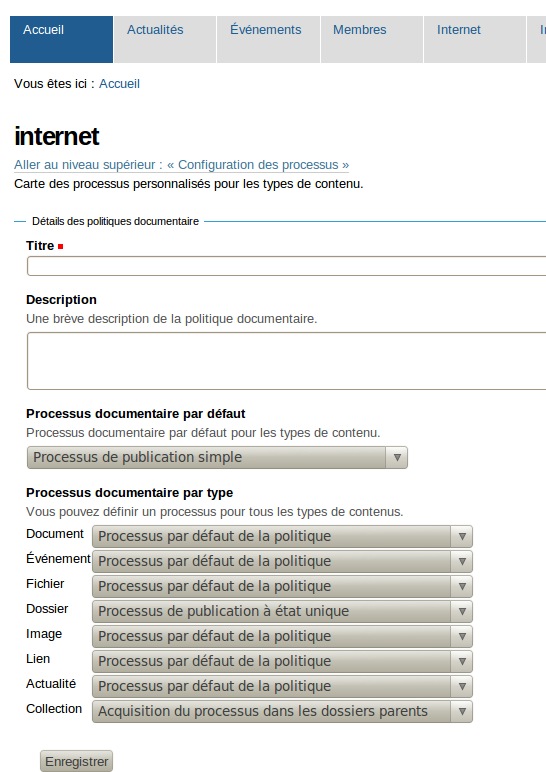 Accueil Actualités Événements Membres Internet
Vous êtes ici : Accueil
internet
Aller au niveau supérieur : « Configuration des processus »
Carte des processus personnalisés pour les types de contenu.
Détails des politiques documentaire
Titre
Description
Une brève description de la politique documentaire.
Processus documentaire par défaut
Processus documentaire par défaut pour les types de contenu.
Processus de publication simple
Processus documentaire par type
Vous pouvez définir un processus pour tous les types de contenus.
Document Processus par défaut de la politique
Événement Processus par défaut de la politique
Fichier Processus par défaut de la politique
Dossier Processus de publication à état unique
Image Processus par défaut de la politique
Lien Processus par défaut de la politique
Actualité Processus par défaut de la politique
Collection Acquisition du processus dans les dossiers parents
Enregistrer